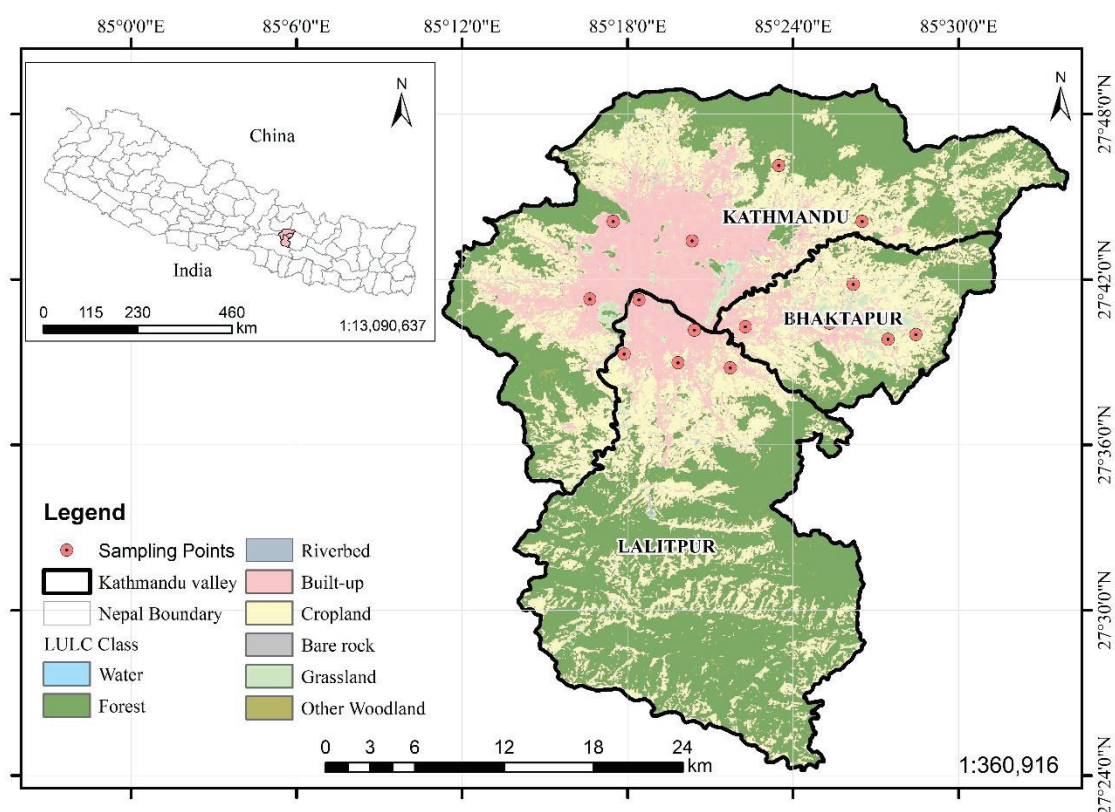 85°0'0"E 85°6'0"E 85°12'0"E 85°18'0"E 85°24'0"E 85°30'0"E
N
China
India
0 115 230 460
km
1:13,090,637
N
27°48'0"N
27°42'0"N
27°36'0"N
27°30'0"N
27°24'0"N
KATHMANDU
BHAKTAPUR
LALITPUR
Legend
Sampling Points
Kathmandu valley
Nepal Boundary
LULC Class
Water
Forest
Riverbed
Built-up
Cropland
Bare rock
Grassland
Other Woodland
0 3 6 12 18 24
km
1:360,916